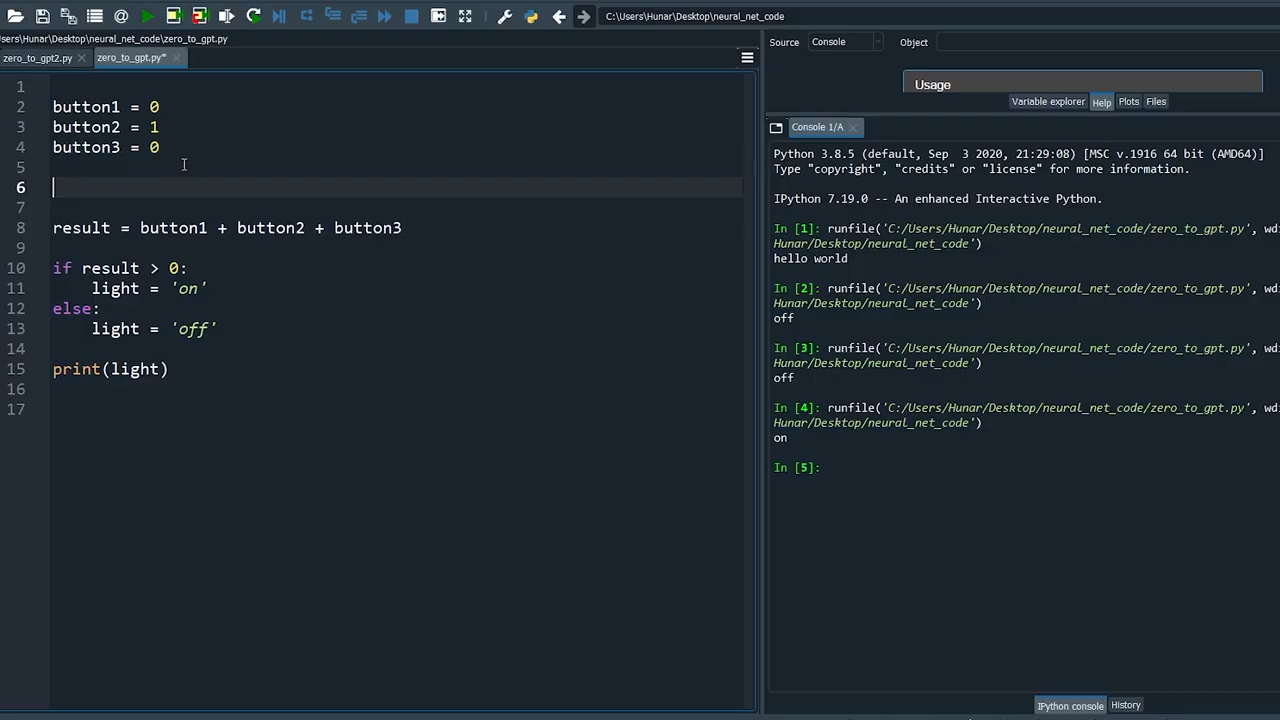 C:\Users\Hunar\Desktop\neural_net_code
sers\Hunar\Desktop\neural_net_code\zero_to_gpt.py
Source Console Object
zero_to_gpt2.py zero_to_gpt.py*
Usage
Variable explorer Help Plots Files
Console 1/A
1
2 button1 = 0
3 button2 = 1
4 button3 = 0
5
6
7
8 result = button1 + button2 + button3
9
10 if result > 0:
11 light = 'on'
12 else:
13 light = 'off'
14
15 print(light)
16
17
Python 3.8.5 (default, Sep 3 2020, 21:29:08) [MSC v.1916 64 bit (AMD64)]
Type "copyright", "credits" or "license" for more information.
IPython 7.19.0 -- An enhanced Interactive Python.
In [1]: runfile('C:/Users/Hunar/Desktop/neural_net_code/zero_to_gpt.py', wd
Hunar/Desktop/neural_net_code')
hello world
In [2]: runfile('C:/Users/Hunar/Desktop/neural_net_code/zero_to_gpt.py', wd
Hunar/Desktop/neural_net_code')
off
In [3]: runfile('C:/Users/Hunar/Desktop/neural_net_code/zero_to_gpt.py', wd
Hunar/Desktop/neural_net_code')
off
In [4]: runfile('C:/Users/Hunar/Desktop/neural_net_code/zero_to_gpt.py', wd
Hunar/Desktop/neural_net_code')
on
In [5]:
IPython console History